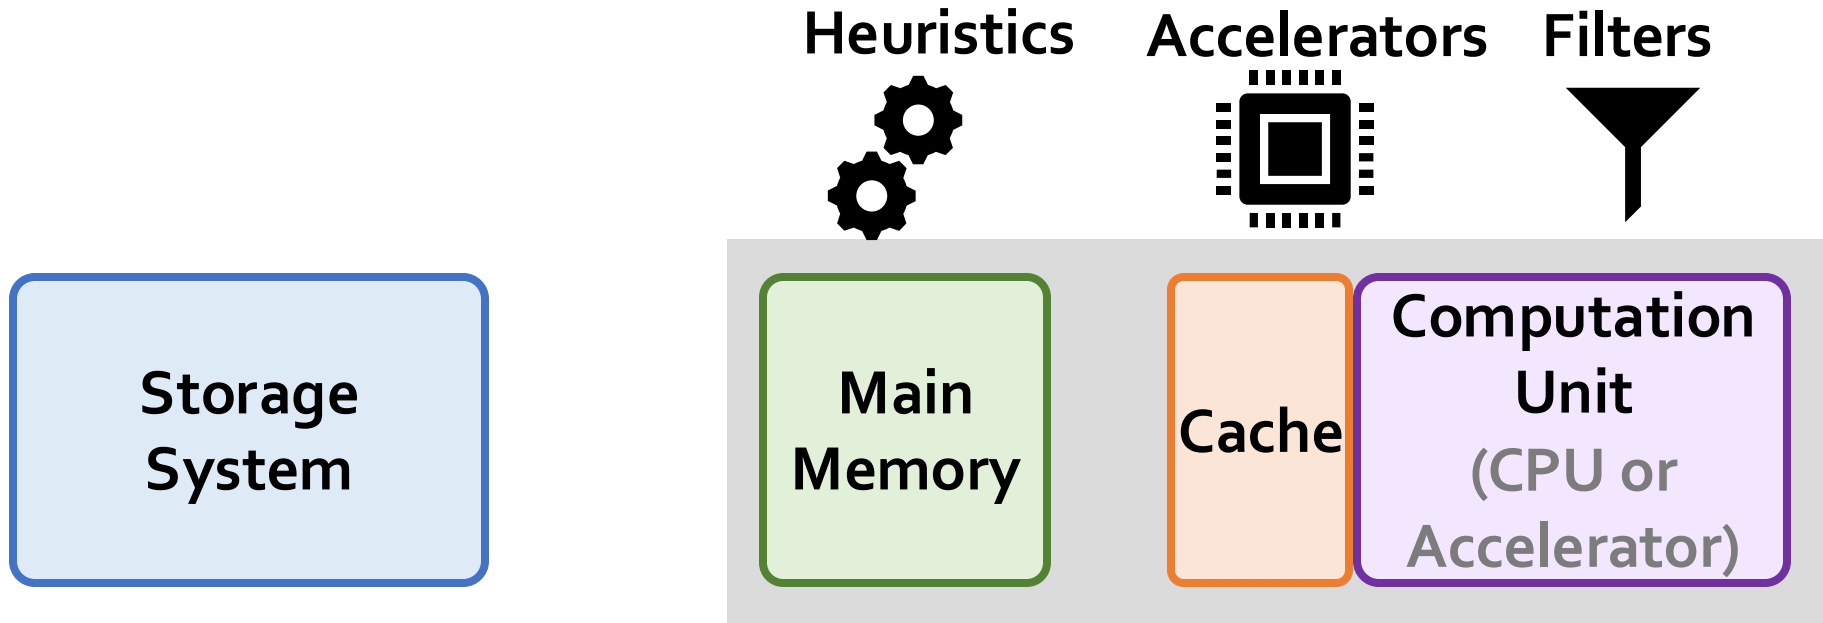 Heuristics
Accelerators
Filters
Storage
System
Main
Memory
Cache
Computation
Unit
(CPU or
Accelerator)